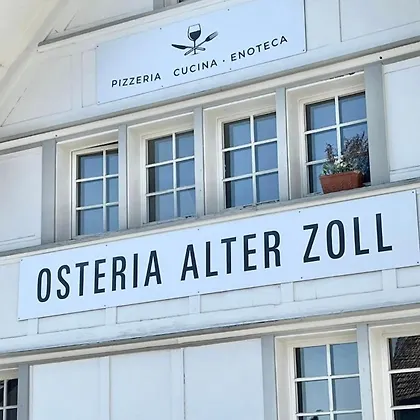 PIZZERIA CUCINA · ENOTECA
OSTERIA ALTER ZOLL